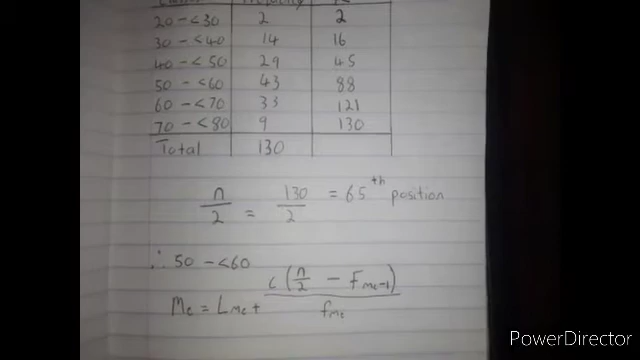 20 - <30 2 2
30 - <40 14 16
40 - <50 29 45
50 - <60 43 88
60 - <70 33 121
70 - <80 9 130
Total 130
n/2 = 130/2 = 65th position
∴ 50 - <60
Me = LMe + c(n/2 - FMe-1)/fMe
PowerDirector